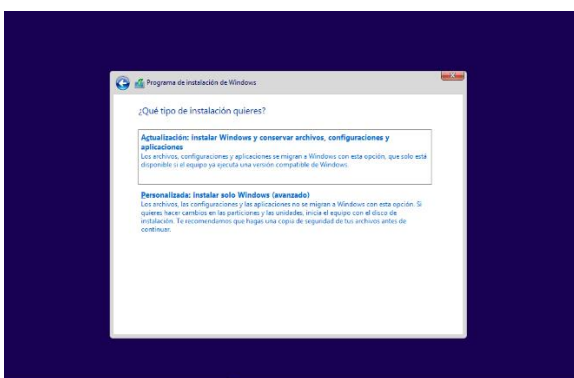 Programa de instalación de Windows
¿Qué tipo de instalación quieres?
Actualización: instalar Windows y conservar archivos, configuraciones y
aplicaciones
Los archivos, configuraciones y aplicaciones se migran a Windows con esta opción, que solo está
disponible si el equipo ya ejecuta una versión compatible de Windows.
Personalizada: instalar solo Windows (avanzado)
Los archivos, las configuraciones y las aplicaciones no se migran a Windows con esta opción. Si
quieres hacer cambios en las particiones y las unidades, inicia el equipo con el disco de
instalación. Te recomendamos que hagas una copia de seguridad de tus archivos antes de
continuar.